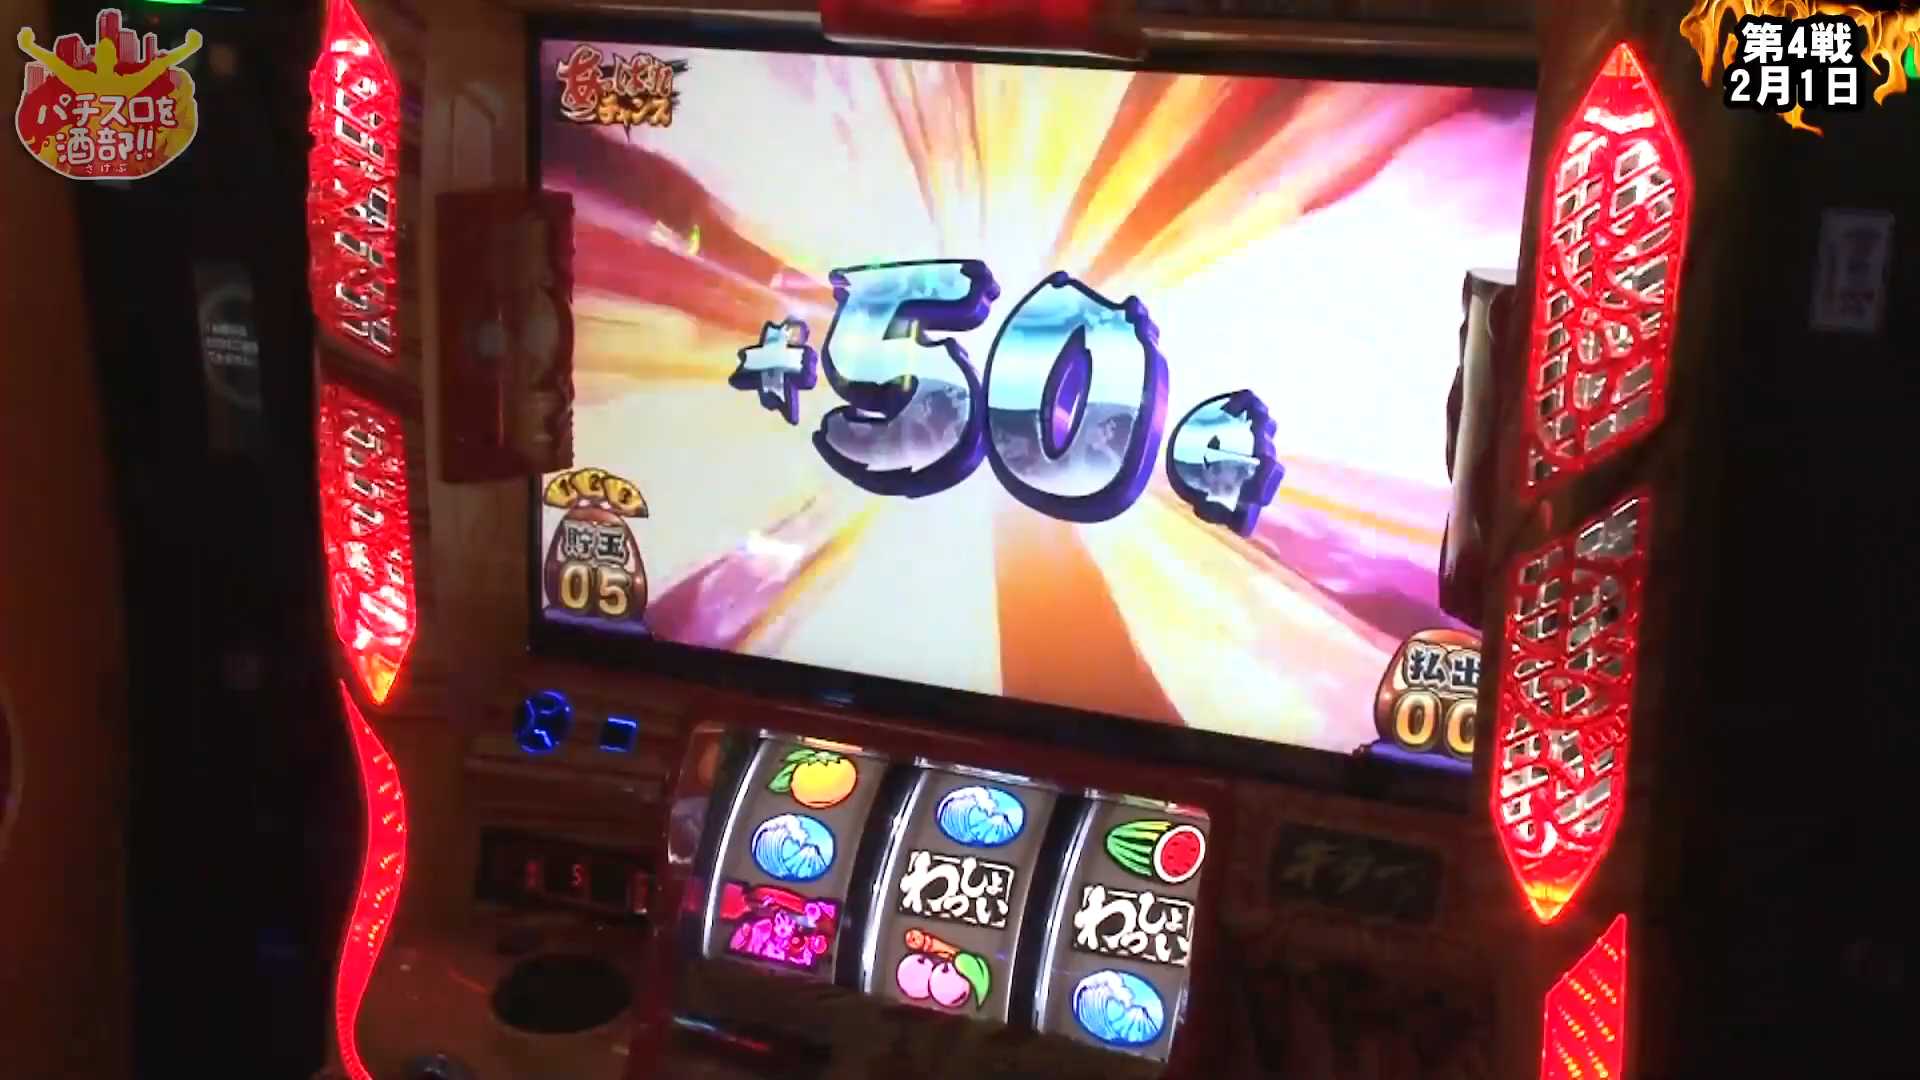 パチスロを
酒部!!
さけぶ
第4戦
2月1日
あっぱれ
チャンス
+50e
貯玉
05
払出
00
わっしょい
わっしょい